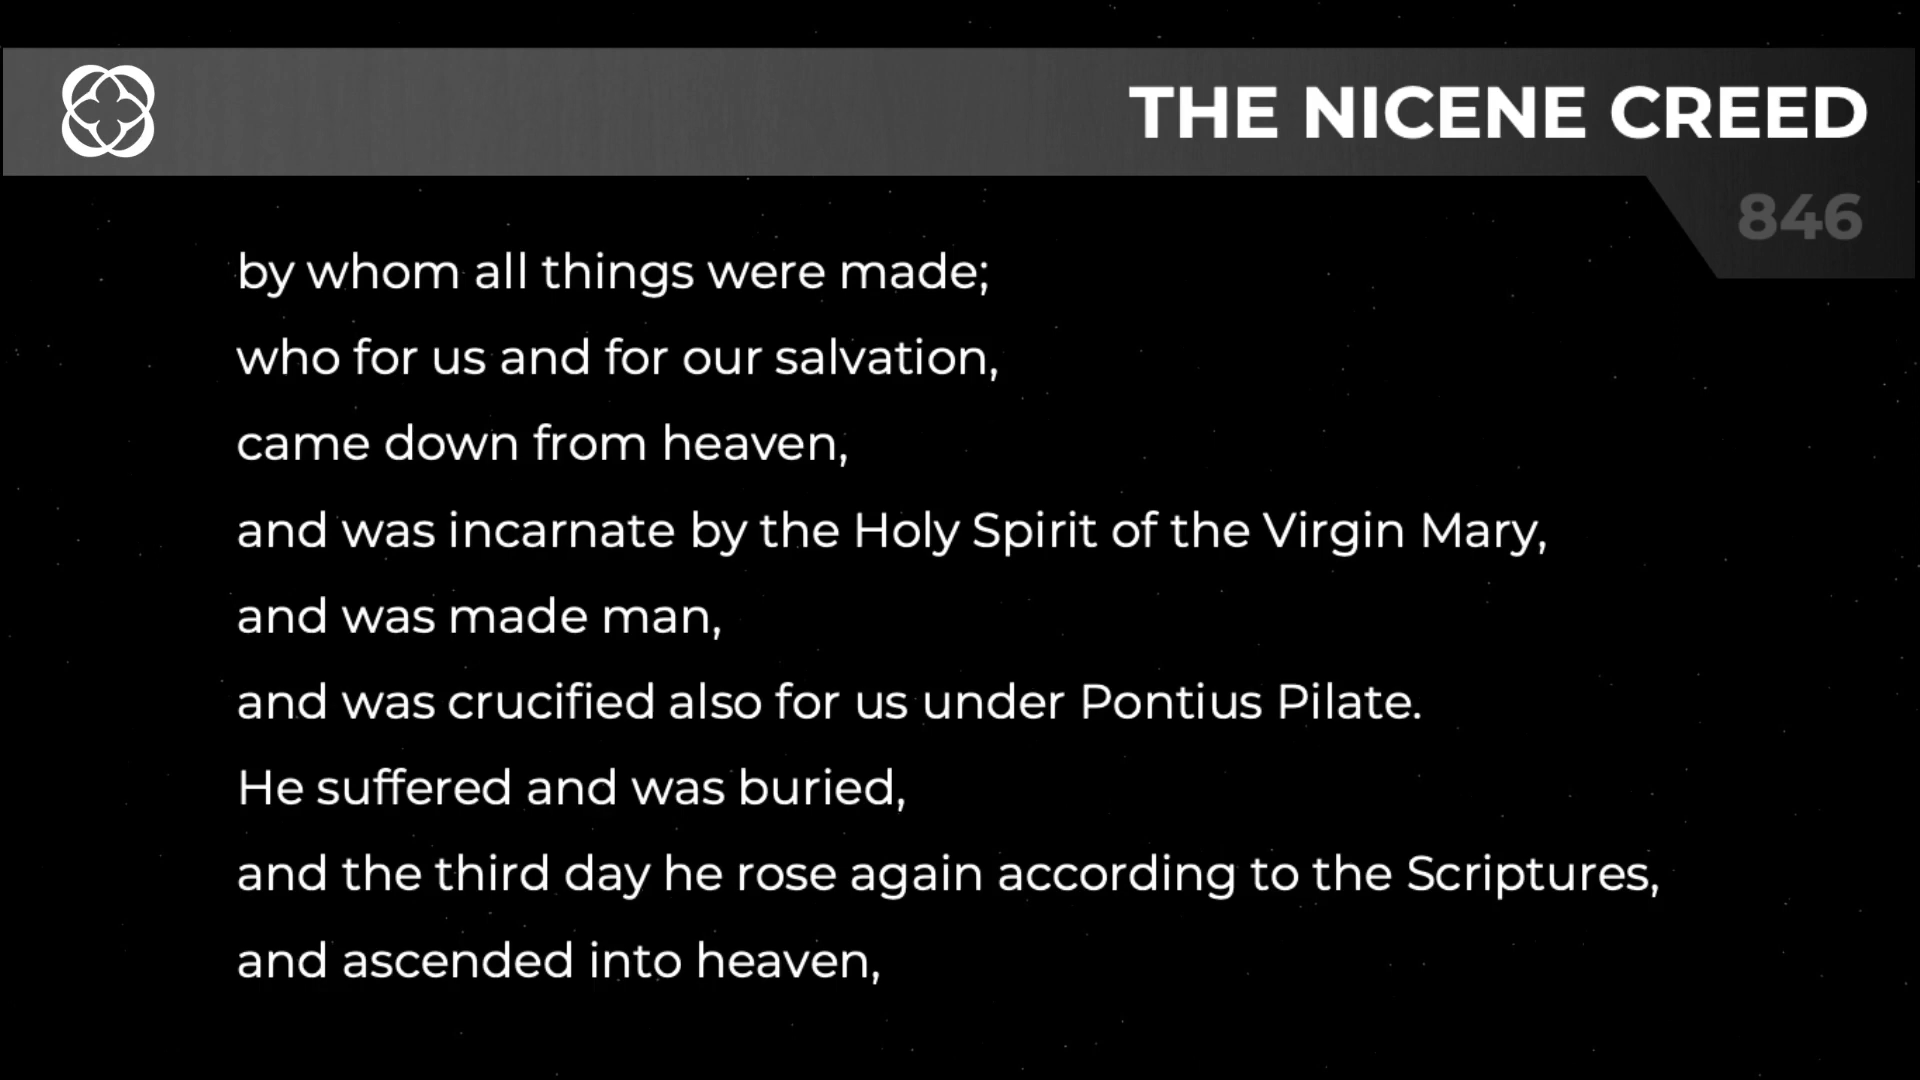 THE NICENE CREED
846
by whom all things were made;
who for us and for our salvation,
came down from heaven,
and was incarnate by the Holy Spirit of the Virgin Mary,
and was made man,
and was crucified also for us under Pontius Pilate.
He suffered and was buried,
and the third day he rose again according to the Scriptures,
and ascended into heaven,